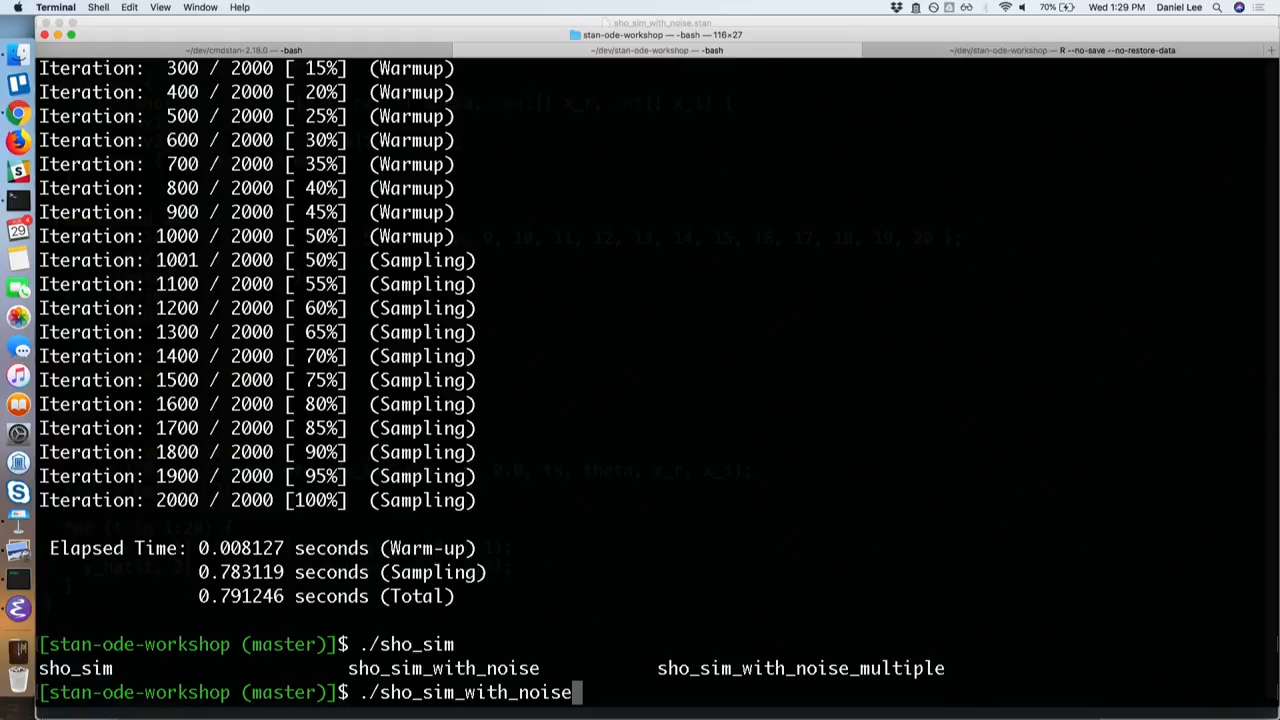 Terminal Shell Edit View Window Help 70% Wed 1:29 PM Daniel Lee
sho_sim_with_noise.stan
stan-ode-workshop — -bash — 116×27
~/dev/cmdstan-2.18.0 — -bash ~/dev/stan-ode-workshop — -bash ~/dev/stan-ode-workshop — R --no-save --no-restore-data
Iteration: 300 / 2000 [ 15%] (Warmup)
Iteration: 400 / 2000 [ 20%] (Warmup)
Iteration: 500 / 2000 [ 25%] (Warmup)
Iteration: 600 / 2000 [ 30%] (Warmup)
Iteration: 700 / 2000 [ 35%] (Warmup)
Iteration: 800 / 2000 [ 40%] (Warmup)
Iteration: 900 / 2000 [ 45%] (Warmup)
Iteration: 1000 / 2000 [ 50%] (Warmup)
Iteration: 1001 / 2000 [ 50%] (Sampling)
Iteration: 1100 / 2000 [ 55%] (Sampling)
Iteration: 1200 / 2000 [ 60%] (Sampling)
Iteration: 1300 / 2000 [ 65%] (Sampling)
Iteration: 1400 / 2000 [ 70%] (Sampling)
Iteration: 1500 / 2000 [ 75%] (Sampling)
Iteration: 1600 / 2000 [ 80%] (Sampling)
Iteration: 1700 / 2000 [ 85%] (Sampling)
Iteration: 1800 / 2000 [ 90%] (Sampling)
Iteration: 1900 / 2000 [ 95%] (Sampling)
Iteration: 2000 / 2000 [100%] (Sampling)
Elapsed Time: 0.008127 seconds (Warm-up)
0.783119 seconds (Sampling)
0.791246 seconds (Total)
[stan-ode-workshop (master)]$ ./sho_sim
sho_sim sho_sim_with_noise sho_sim_with_noise_multiple
[stan-ode-workshop (master)]$ ./sho_sim_with_noise